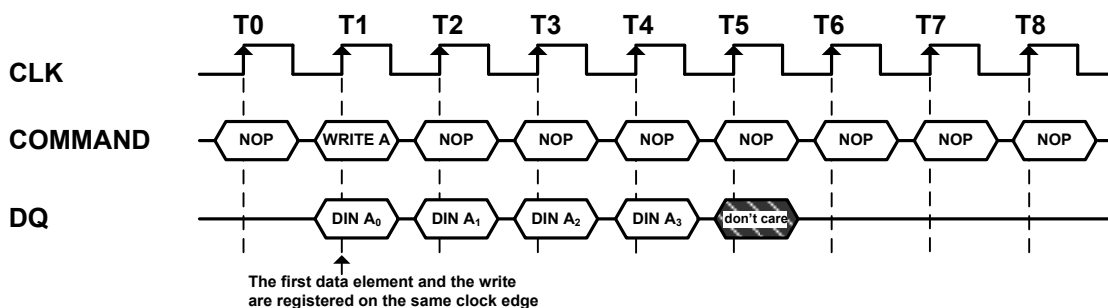 T0 T1 T2 T3 T4 T5 T6 T7 T8
CLK
COMMAND NOP WRITE A NOP NOP NOP NOP NOP NOP NOP
DQ DIN A₀ DIN A₁ DIN A₂ DIN A₃ don't care
The first data element and the write
are registered on the same clock edge